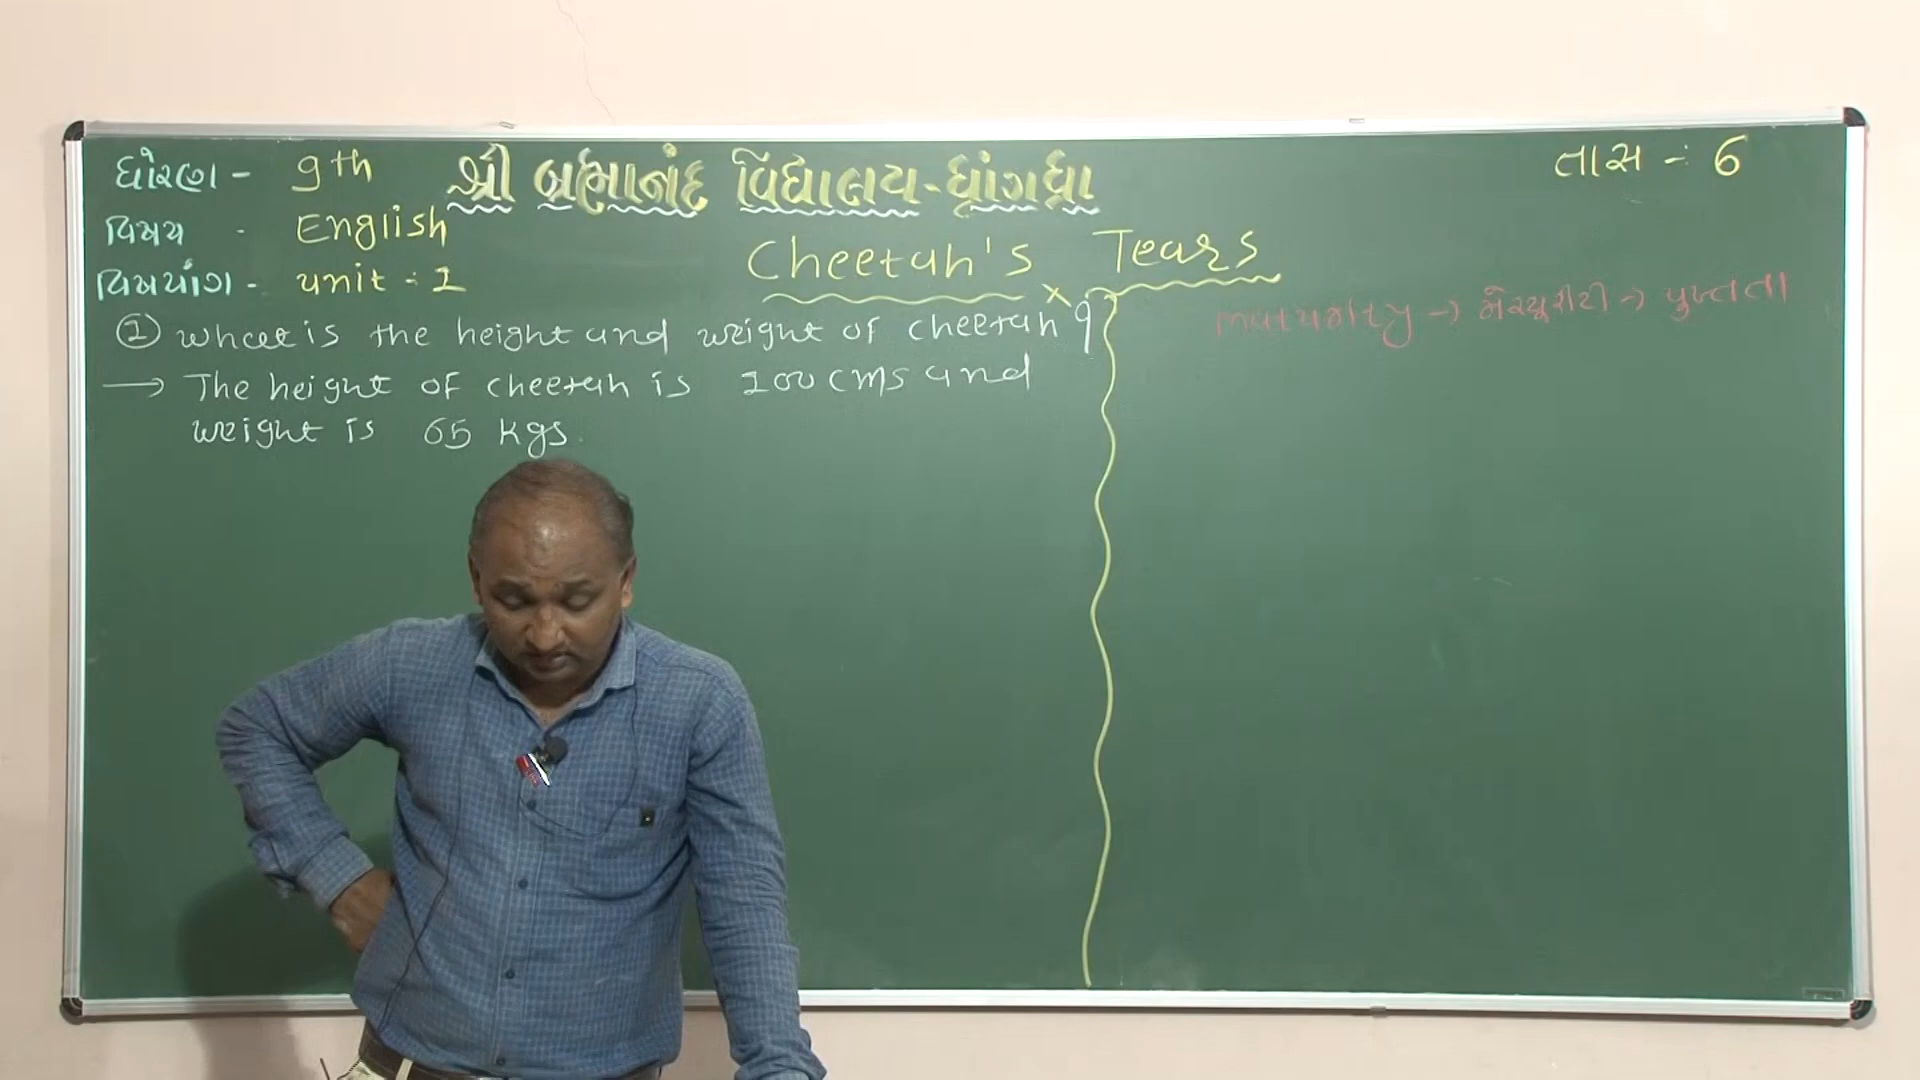 ધોરણ - 9th
શ્રી બ્રહ્માનંદ વિદ્યાલય-ધ્રાંગધ્રા
તાસ - 6
વિષય - English
Cheetah's Tears
વિષયાંગ - unit : 1
① What is the height and weight of cheetah ?
→ The height of cheetah is 100 cms and
weight is 65 kgs.
maturity → મેચ્યૂરીટી → પુખ્તતા